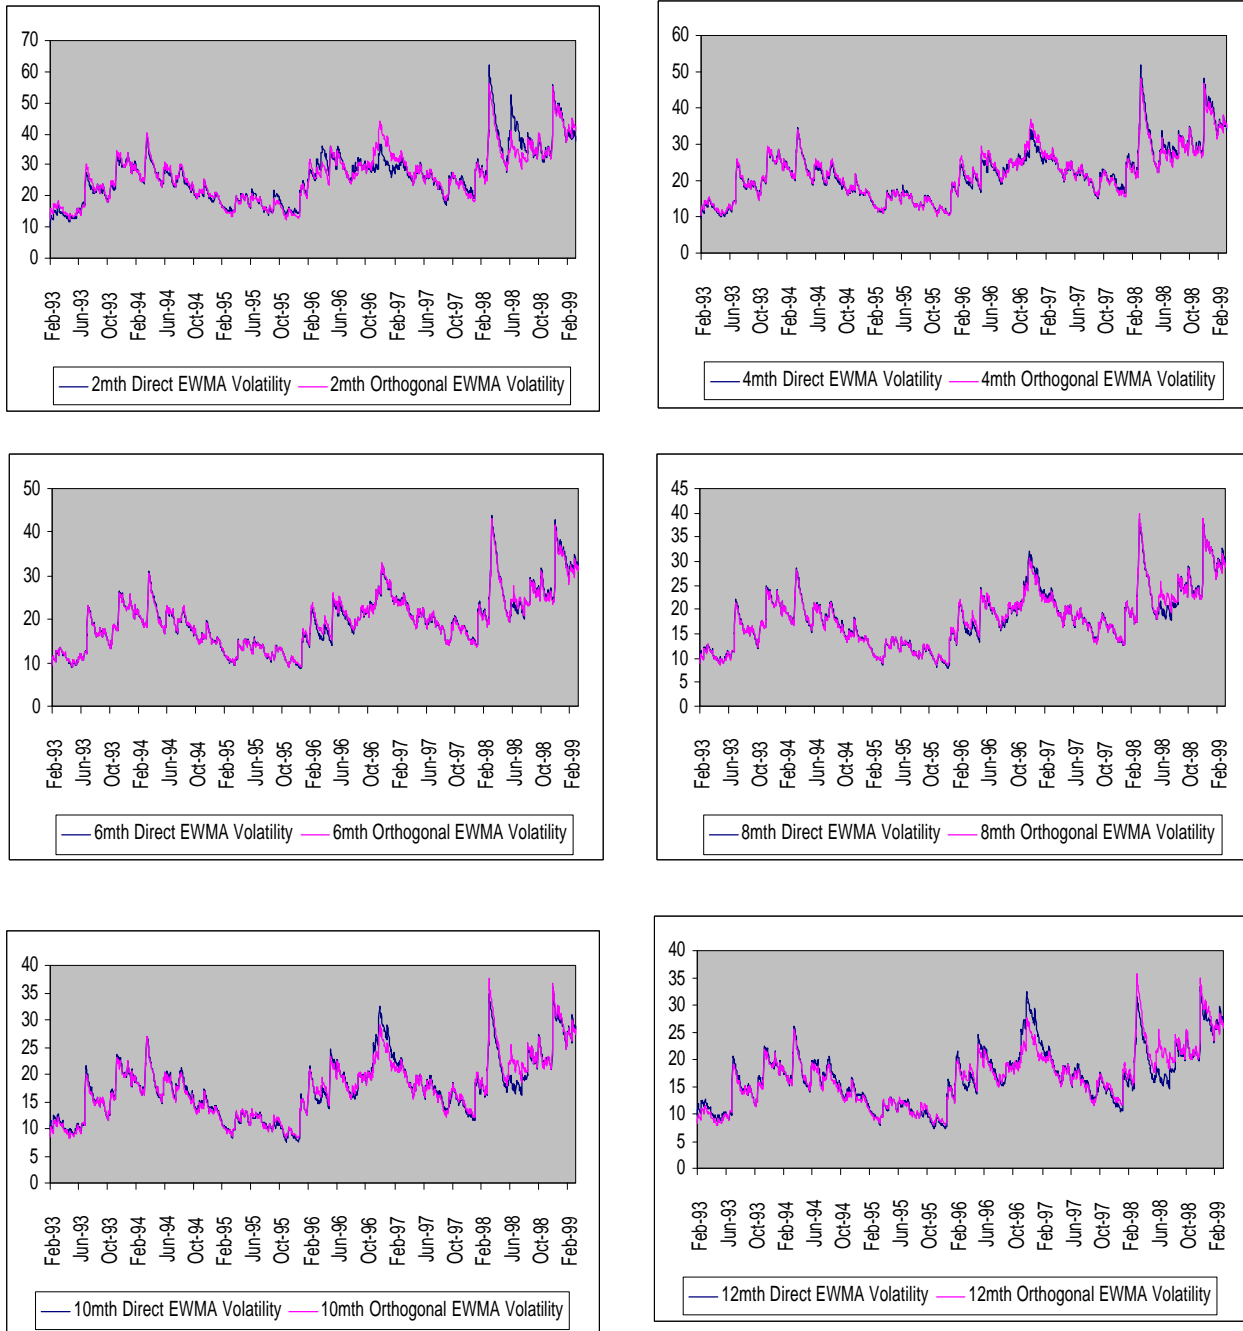 70
60
50
40
30
20
10
0
Feb-93
Jun-93
Oct-93
Feb-94
Jun-94
Oct-94
Feb-95
Jun-95
Oct-95
Feb-96
Jun-96
Oct-96
Feb-97
Jun-97
Oct-97
Feb-98
Jun-98
Oct-98
Feb-99
2mth Direct EWMA Volatility
2mth Orthogonal EWMA Volatility
60
50
40
30
20
10
0
Feb-93
Jun-93
Oct-93
Feb-94
Jun-94
Oct-94
Feb-95
Jun-95
Oct-95
Feb-96
Jun-96
Oct-96
Feb-97
Jun-97
Oct-97
Feb-98
Jun-98
Oct-98
Feb-99
4mth Direct EWMA Volatility
4mth Orthogonal EWMA Volatility
50
40
30
20
10
0
Feb-93
Jun-93
Oct-93
Feb-94
Jun-94
Oct-94
Feb-95
Jun-95
Oct-95
Feb-96
Jun-96
Oct-96
Feb-97
Jun-97
Oct-97
Feb-98
Jun-98
Oct-98
Feb-99
6mth Direct EWMA Volatility
6mth Orthogonal EWMA Volatility
45
40
35
30
25
20
15
10
5
0
Feb-93
Jun-93
Oct-93
Feb-94
Jun-94
Oct-94
Feb-95
Jun-95
Oct-95
Feb-96
Jun-96
Oct-96
Feb-97
Jun-97
Oct-97
Feb-98
Jun-98
Oct-98
Feb-99
8mth Direct EWMA Volatility
8mth Orthogonal EWMA Volatility
40
35
30
25
20
15
10
5
0
Feb-93
Jun-93
Oct-93
Feb-94
Jun-94
Oct-94
Feb-95
Jun-95
Oct-95
Feb-96
Jun-96
Oct-96
Feb-97
Jun-97
Oct-97
Feb-98
Jun-98
Oct-98
Feb-99
10mth Direct EWMA Volatility
10mth Orthogonal EWMA Volatility
40
35
30
25
20
15
10
5
0
Feb-93
Jun-93
Oct-93
Feb-94
Jun-94
Oct-94
Feb-95
Jun-95
Oct-95
Feb-96
Jun-96
Oct-96
Feb-97
Jun-97
Oct-97
Feb-98
Jun-98
Oct-98
Feb-99
12mth Direct EWMA Volatility
12mth Orthogonal EWMA Volatility